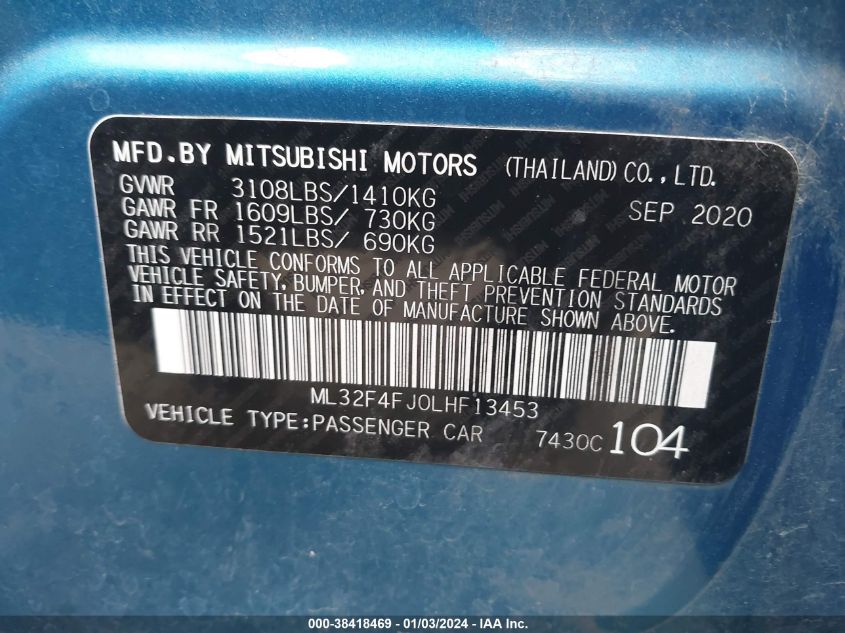 MFD.BY MITSUBISHI MOTORS (THAILAND) CO., LTD.
GVWR 3108LBS/1410KG SEP 2020
GAWR FR 1609LBS/ 730KG
GAWR RR 1521LBS/ 690KG
THIS VEHICLE CONFORMS TO ALL APPLICABLE FEDERAL MOTOR
VEHICLE SAFETY, BUMPER, AND THEFT PREVENTION STANDARDS
IN EFFECT ON THE DATE OF MANUFACTURE SHOWN ABOVE.
ML32F4FJ0LHF13453
VEHICLE TYPE:PASSENGER CAR 7430C 104
000-38418469 - 01/03/2024 - IAA Inc.